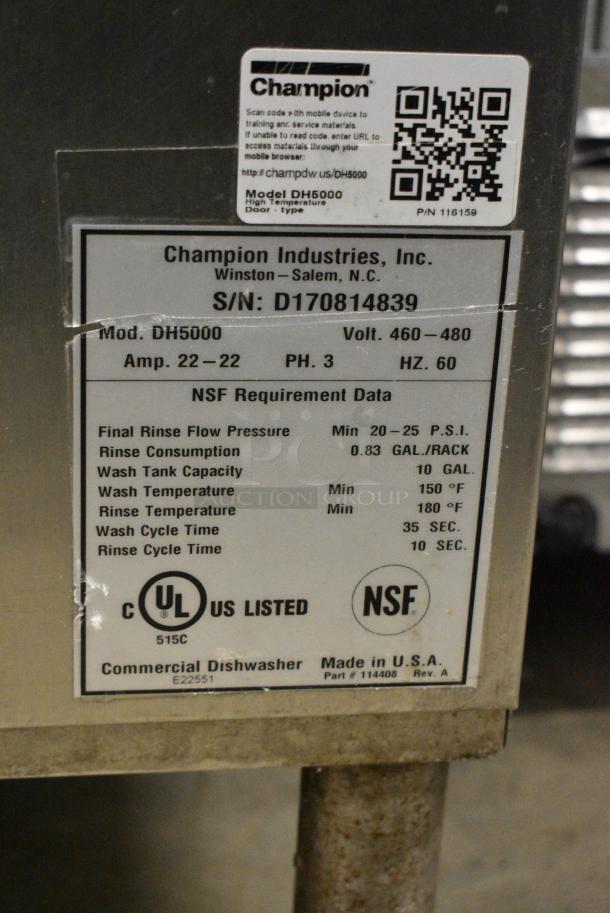 Champion
Scan code with mobile device to
training and service materials.
If unable to read code, enter URL to
access materials through your
mobile browser:
http://champdw.us/DH5000
Model DH5000
High Temperature
Door - type
P/N 116159
Champion Industries, Inc.
Winston-Salem, N.C.
S/N: D170814839
Mod. DH5000 Volt. 460-480
Amp. 22-22 PH. 3 HZ. 60
NSF Requirement Data
Final Rinse Flow Pressure Min 20-25 P.S.I.
Rinse Consumption 0.83 GAL./RACK
Wash Tank Capacity 10 GAL.
Wash Temperature Min 150 °F
Rinse Temperature Min 180 °F
Wash Cycle Time 35 SEC.
Rinse Cycle Time 10 SEC.
PCI
AUCTION GROUP
C UL US LISTED
515C
NSF
Commercial Dishwasher Made in U.S.A.
E22551 Part # 114408 Rev. A